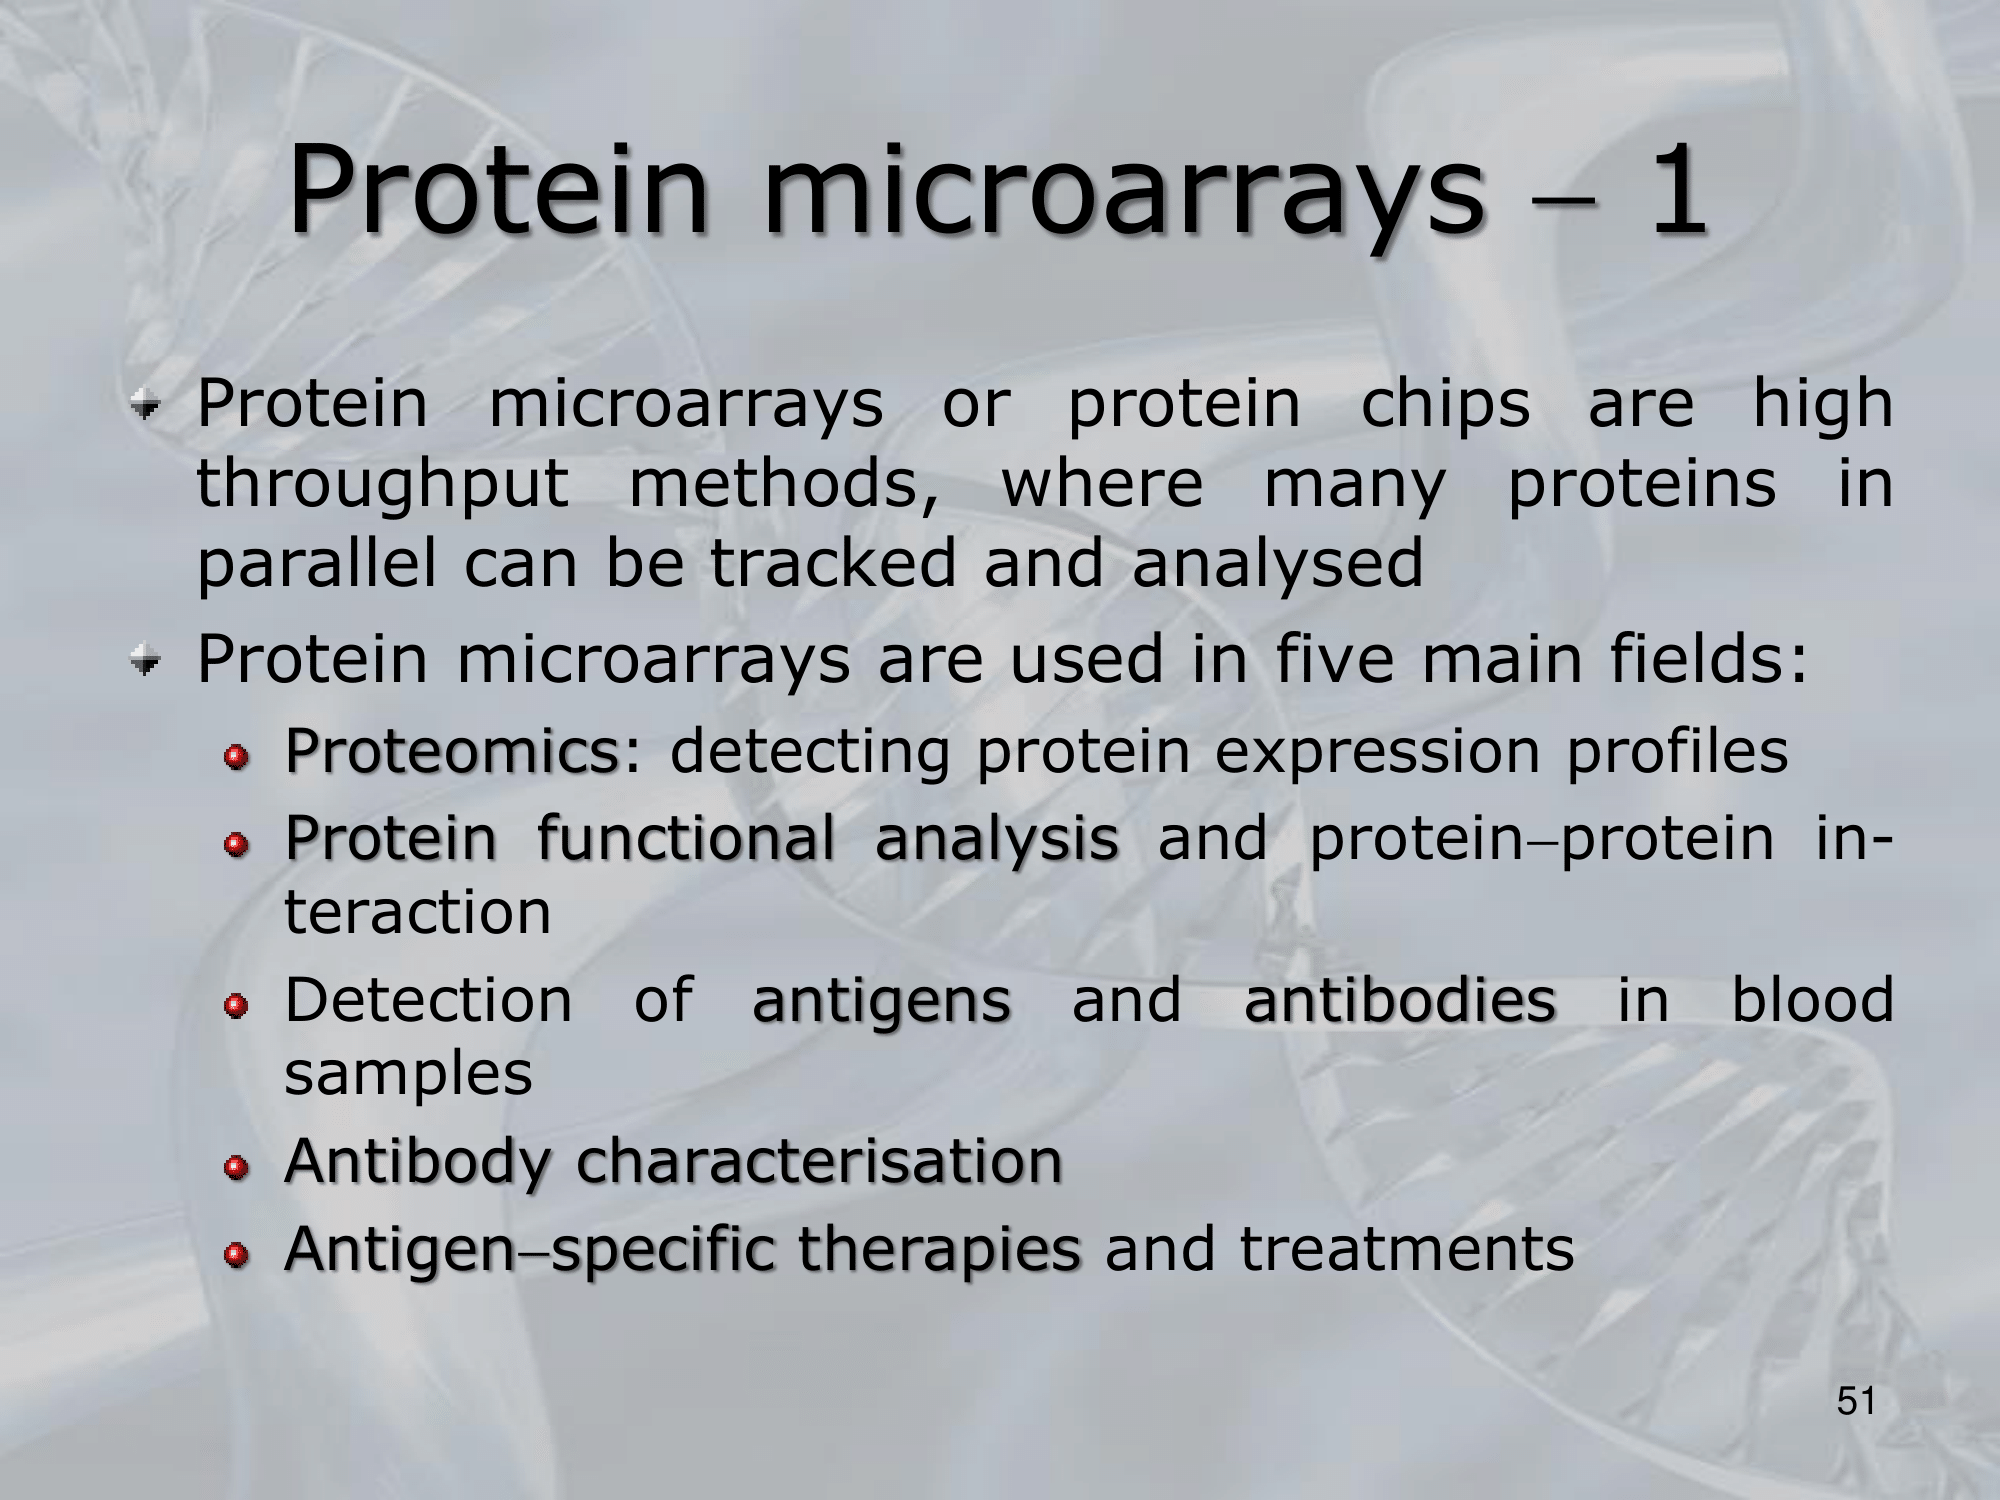 Protein microarrays – 1
Protein microarrays or protein chips are high
throughput methods, where many proteins in
parallel can be tracked and analysed
Protein microarrays are used in five main fields:
Proteomics: detecting protein expression profiles
Protein functional analysis and protein–protein in-
teraction
Detection of antigens and antibodies in blood
samples
Antibody characterisation
Antigen–specific therapies and treatments
51